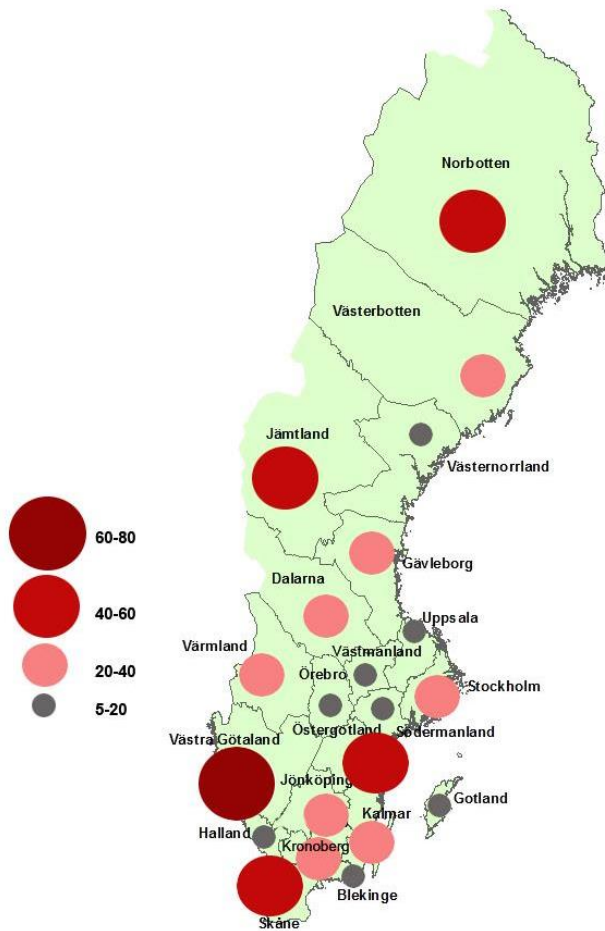 Norbotten
Västerbotten
Jämtland
Västernorrland
60-80
Gävleborg
Dalarna
40-60
Uppsala
Värmland
Västmanland
20-40
Örebro
Stockholm
5-20
Östergotland
Södermanland
Västra Götaland
Jönköping
Gotland
Kalmar
Halland
Kronoberg
Blekinge
Skåne